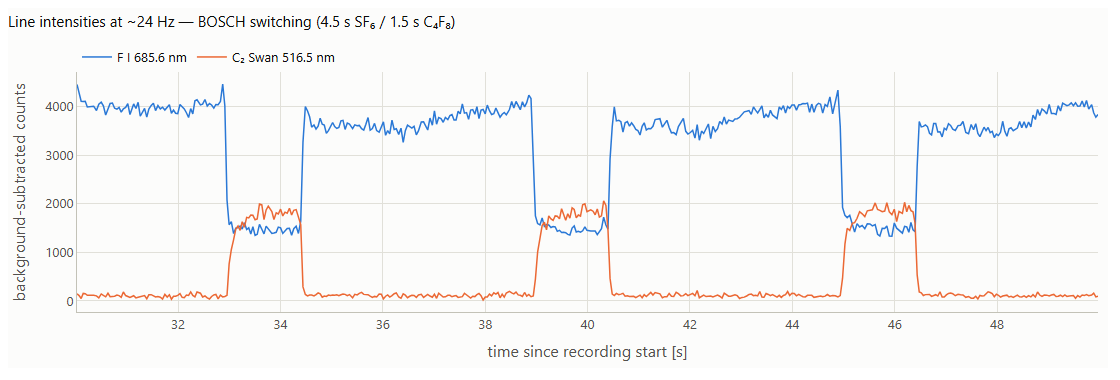 Line intensities at ~24 Hz — BOSCH switching (4.5 s SF₆ / 1.5 s C₄F₈)
F I 685.6 nm C₂ Swan 516.5 nm
background-subtracted counts
4000
3000
2000
1000
0
32 34 36 38 40 42 44 46 48
time since recording start [s]